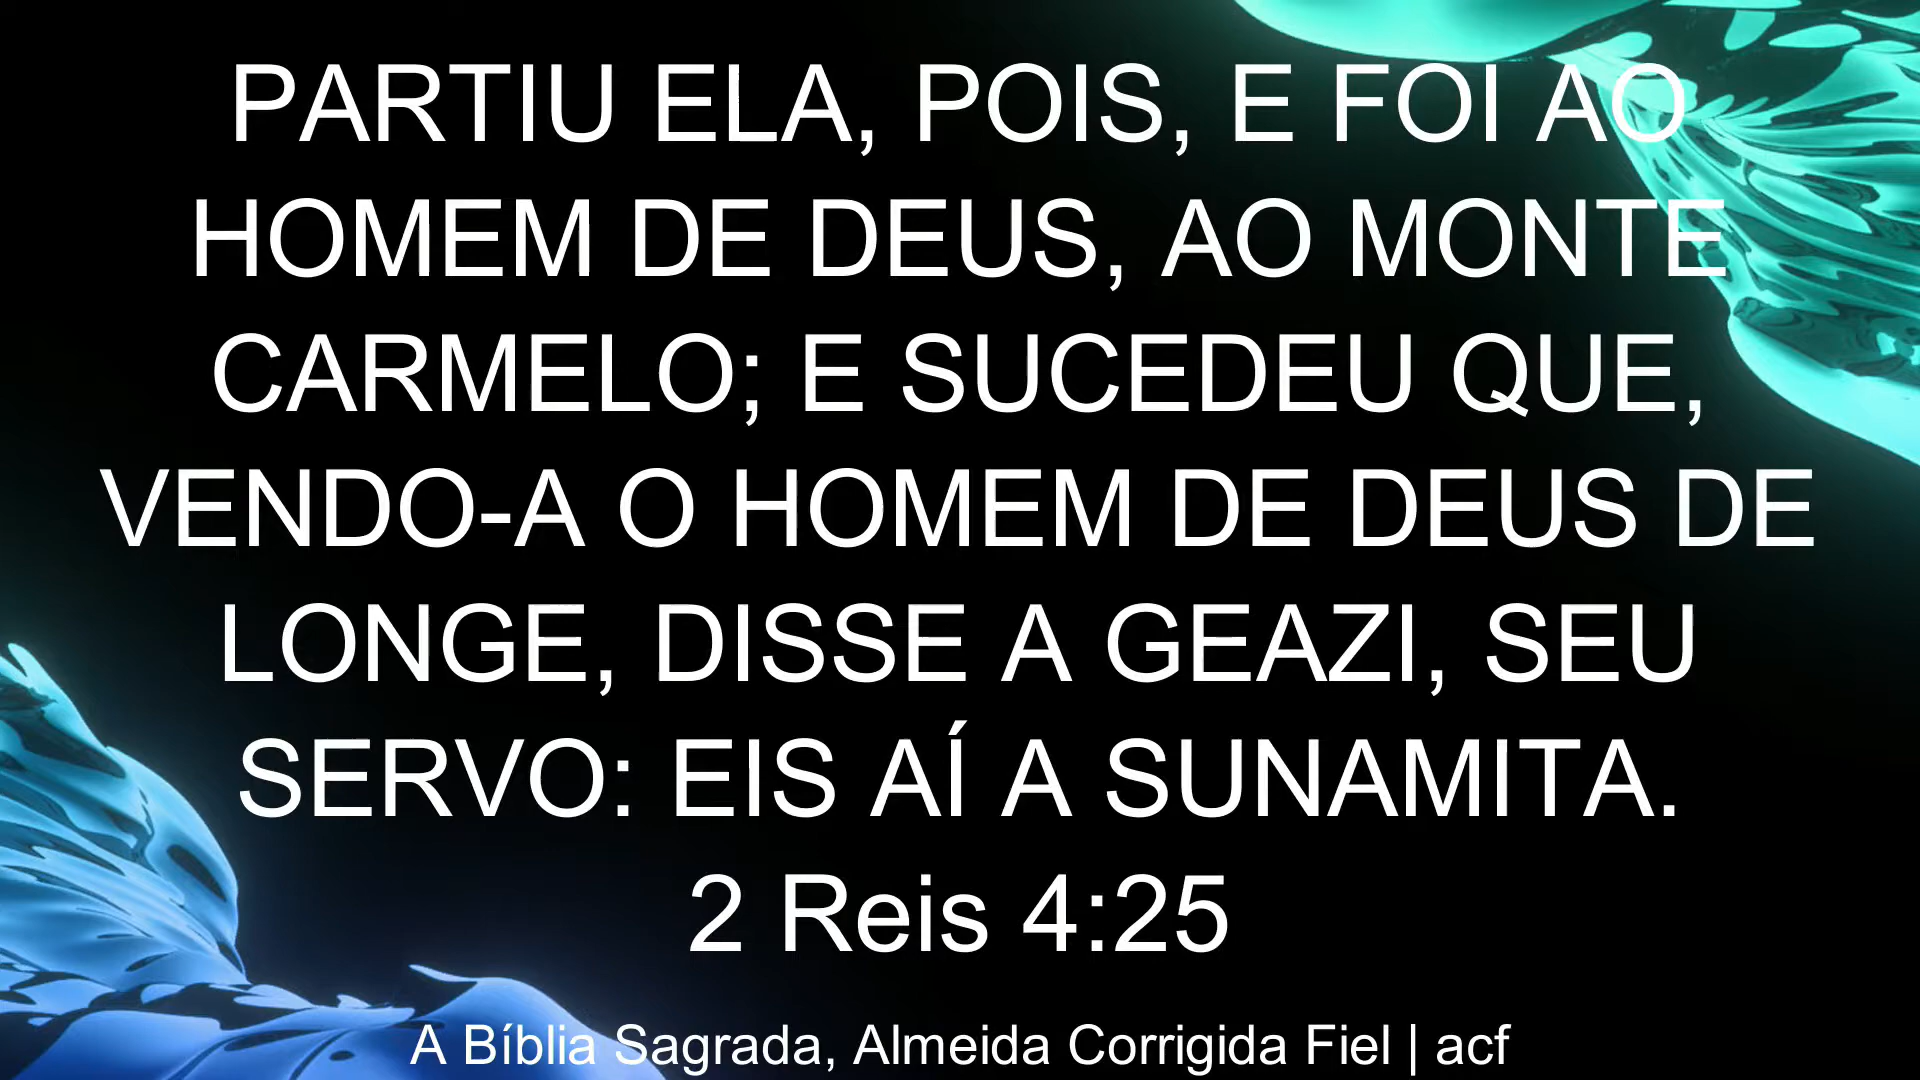 PARTIU ELA, POIS, E FOI AO
HOMEM DE DEUS, AO MONTE
CARMELO; E SUCEDEU QUE,
VENDO-A O HOMEM DE DEUS DE
LONGE, DISSE A GEAZI, SEU
SERVO: EIS AÍ A SUNAMITA.
2 Reis 4:25
A Bíblia Sagrada, Almeida Corrigida Fiel | acf